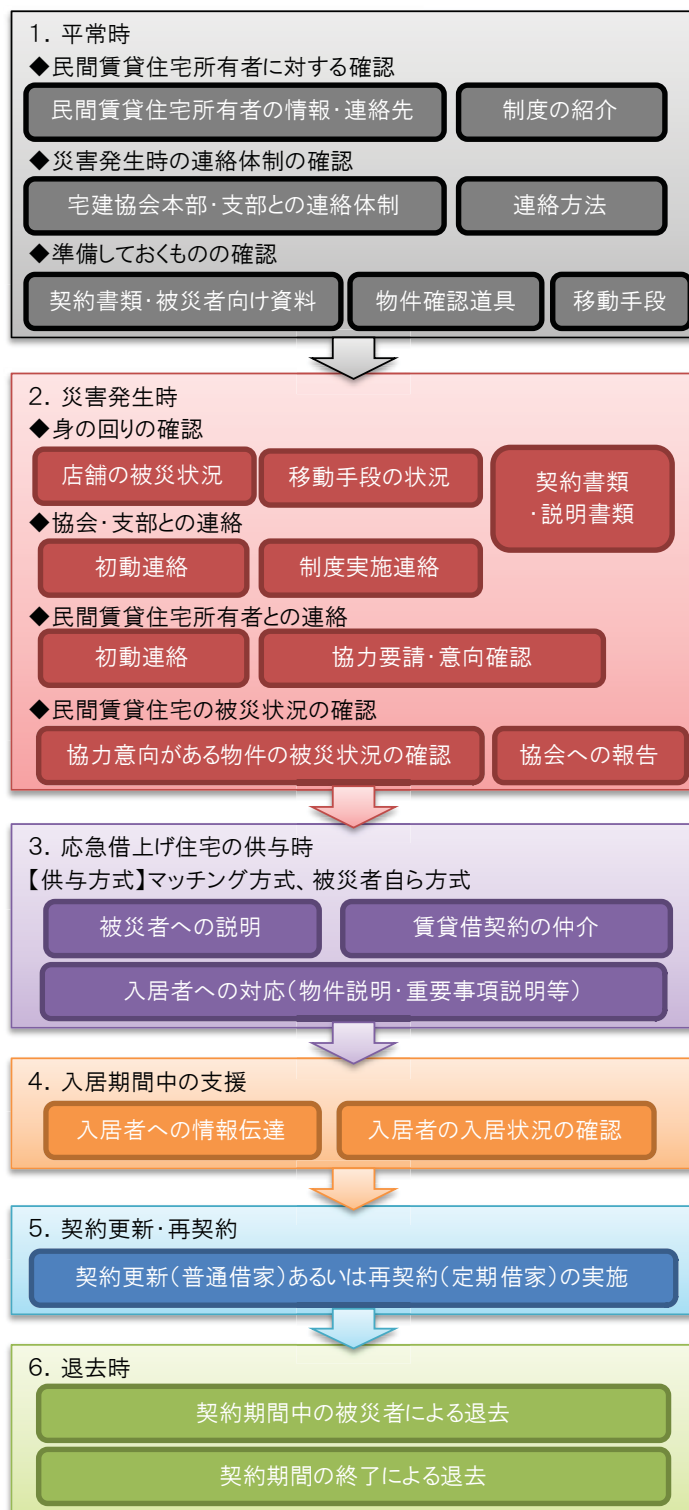 1．平常時
◆民間賃貸住宅所有者に対する確認
民間賃貸住宅所有者の情報・連絡先
制度の紹介
◆災害発生時の連絡体制の確認
宅建協会本部・支部との連絡体制
連絡方法
◆準備しておくものの確認
契約書類・被災者向け資料
物件確認道具
移動手段
2．災害発生時
◆身の回りの確認
店舗の被災状況
移動手段の状況
契約書類
・説明書類
◆協会・支部との連絡
初動連絡
制度実施連絡
◆民間賃貸住宅所有者との連絡
初動連絡
協力要請・意向確認
◆民間賃貸住宅の被災状況の確認
協力意向がある物件の被災状況の確認
協会への報告
3．応急借上げ住宅の供与時
【供与方式】マッチング方式、被災者自ら方式
被災者への説明
賃貸借契約の仲介
入居者への対応（物件説明・重要事項説明等）
4．入居期間中の支援
入居者への情報伝達
入居者の入居状況の確認
5．契約更新・再契約
契約更新（普通借家）あるいは再契約（定期借家）の実施
6．退去時
契約期間中の被災者による退去
契約期間の終了による退去